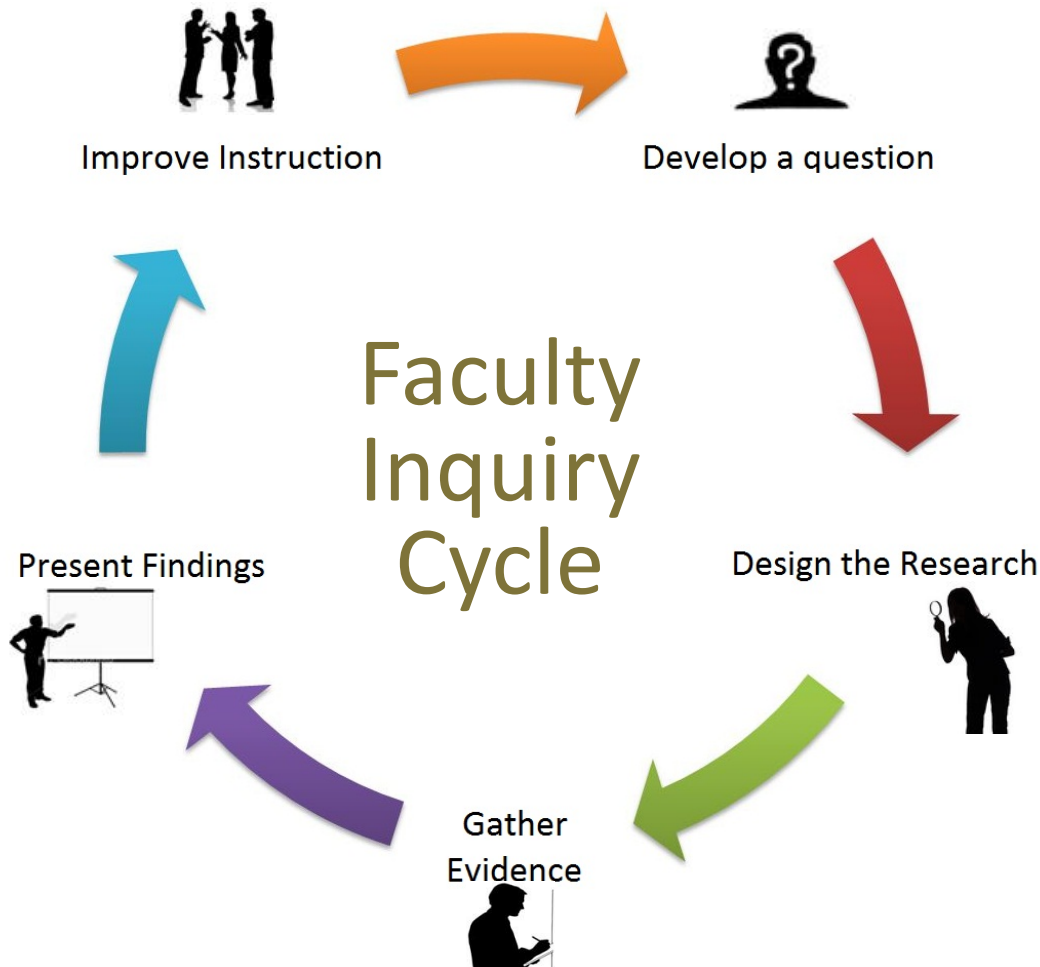 Improve Instruction
Develop a question
Faculty
Inquiry
Cycle
Present Findings
Design the Research
Gather
Evidence